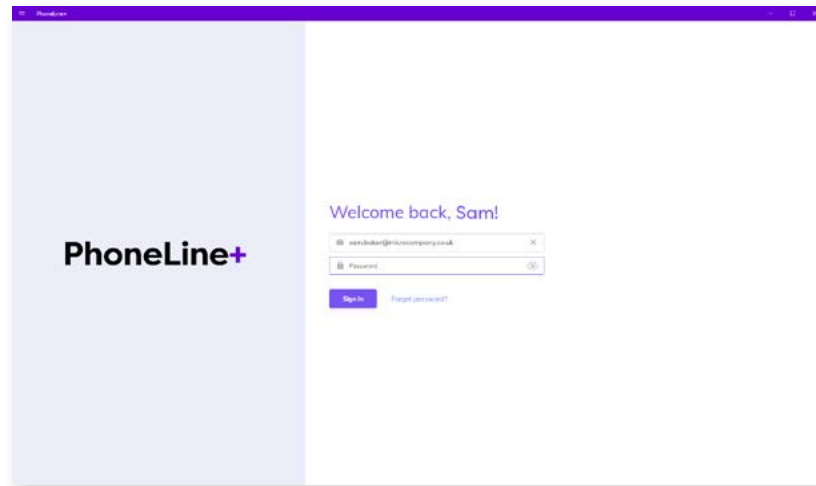 PhoneLine+
PhoneLine+
Welcome back, Sam!
Password
Sign In
Forgot password?